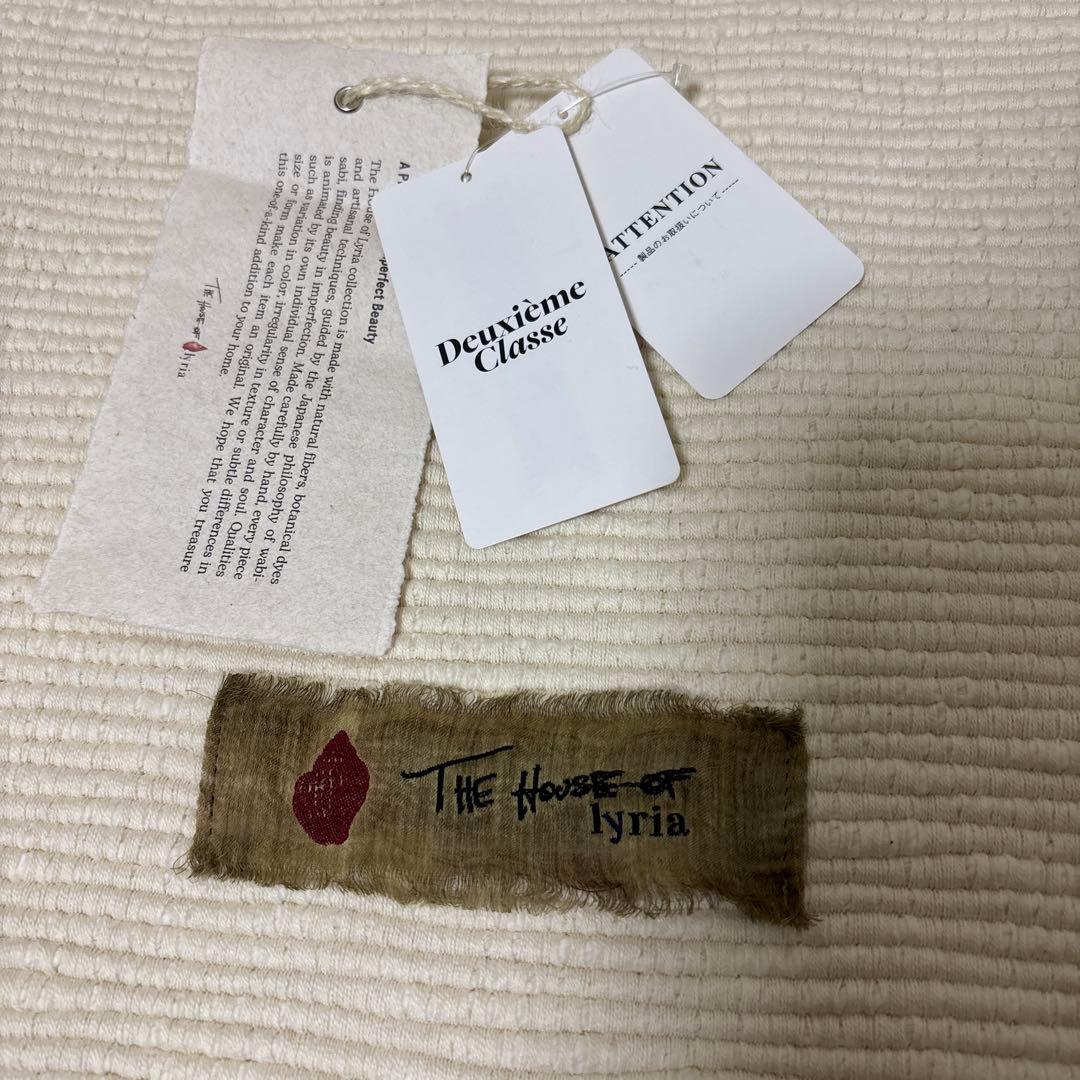 perfect Beauty
The House of Lyria collection is made with natural fibers, botanical dyes
and artisanal techniques, guided by the Japanese philosophy of wabi-
sabi, finding beauty in imperfection. Made carefully by hand, every piece
is animated by its own individual sense of character and soul. Qualities
such as variation in color, irregularity in texture or subtle differences in
size or form make each item an original. We hope that you treasure
this one-of-a-kind addition to your home.
THE HOUSE OF lyria
Deuxième
Classe
ATTENTION
製品のお取扱いについて
THE HOUSE OF
lyria